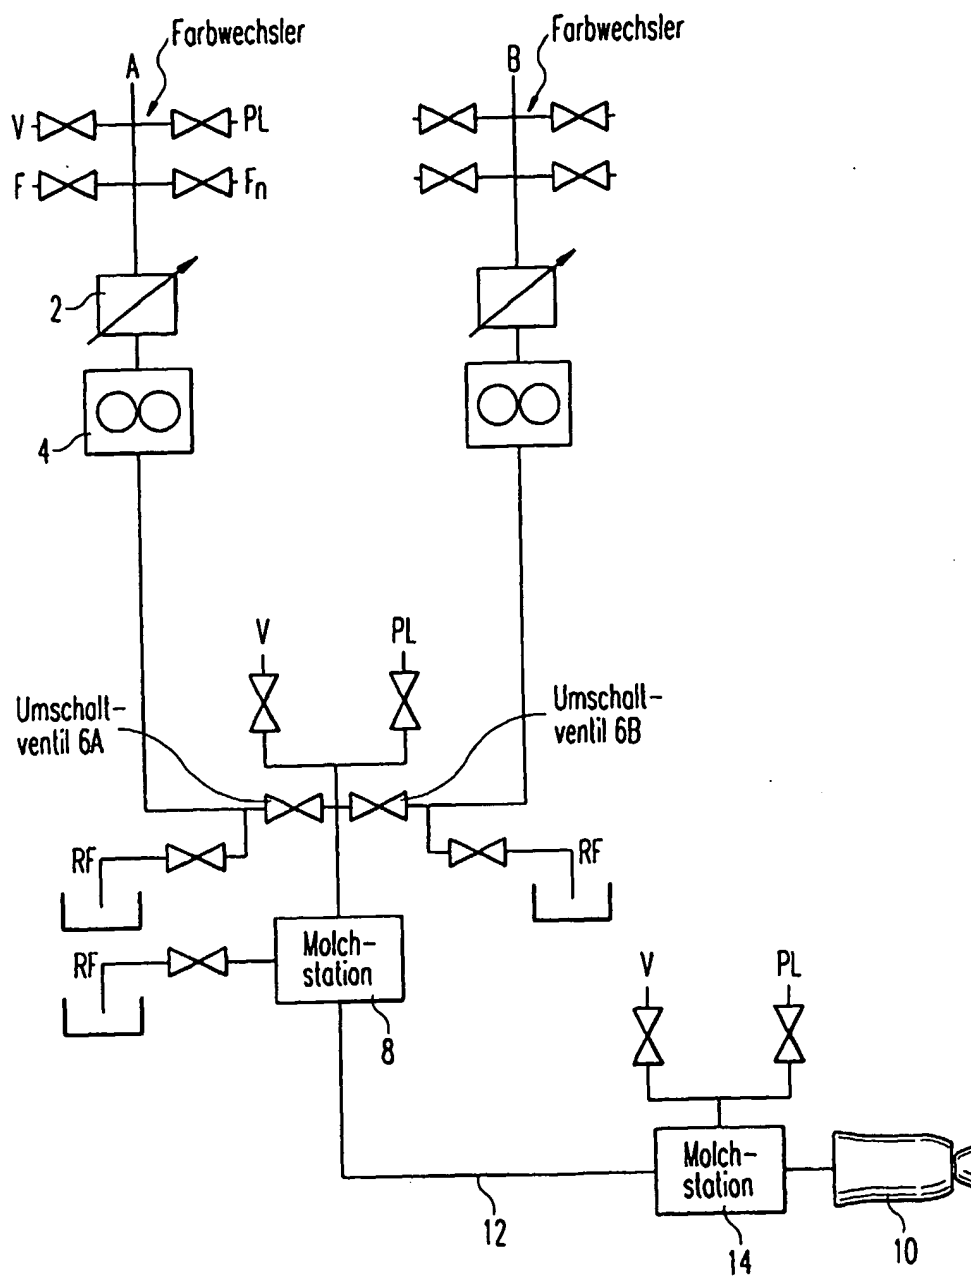 Farbwechsler
Farbwechsler
A
B
V
PL
F
Fn
2
4
V
PL
Umschalt-
ventil 6A
Umschalt-
ventil 6B
RF
RF
Molch-
station
RF
8
V
PL
Molch-
station
12
14
10